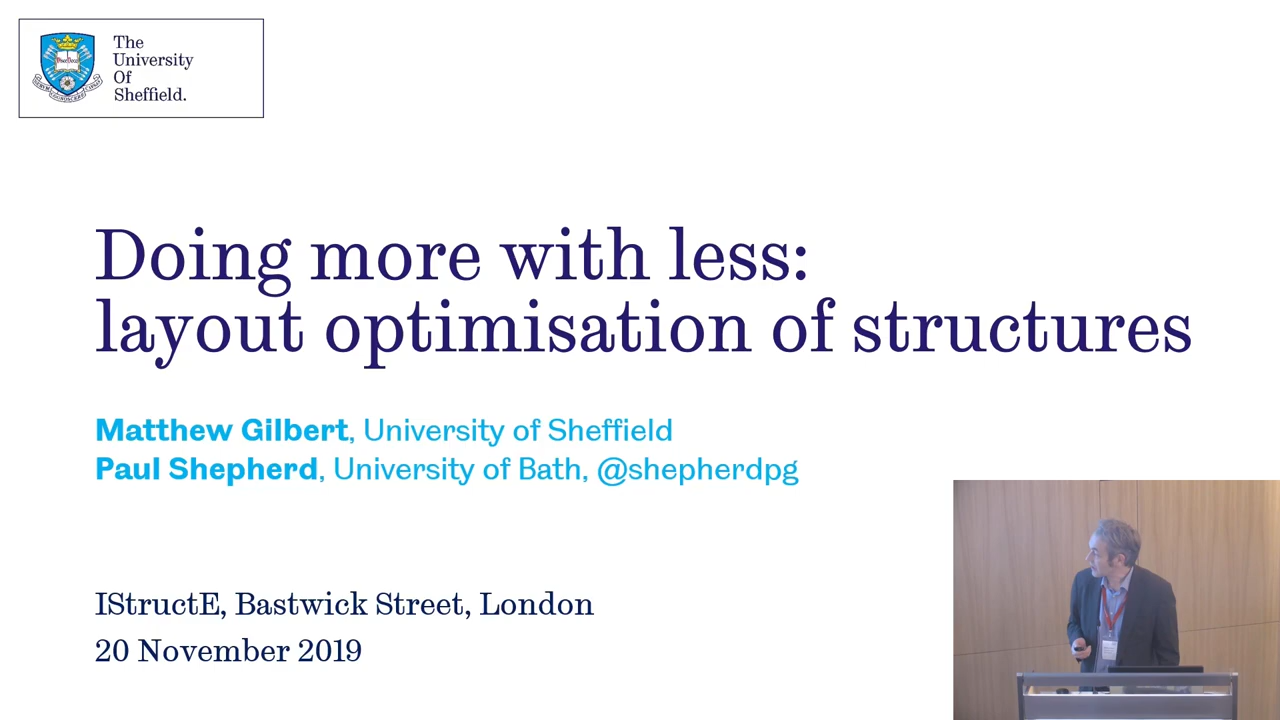 The
University
Of
Sheffield.
Doing more with less:
layout optimisation of structures
Matthew Gilbert, University of Sheffield
Paul Shepherd, University of Bath, @shepherdpg
IStructE, Bastwick Street, London
20 November 2019